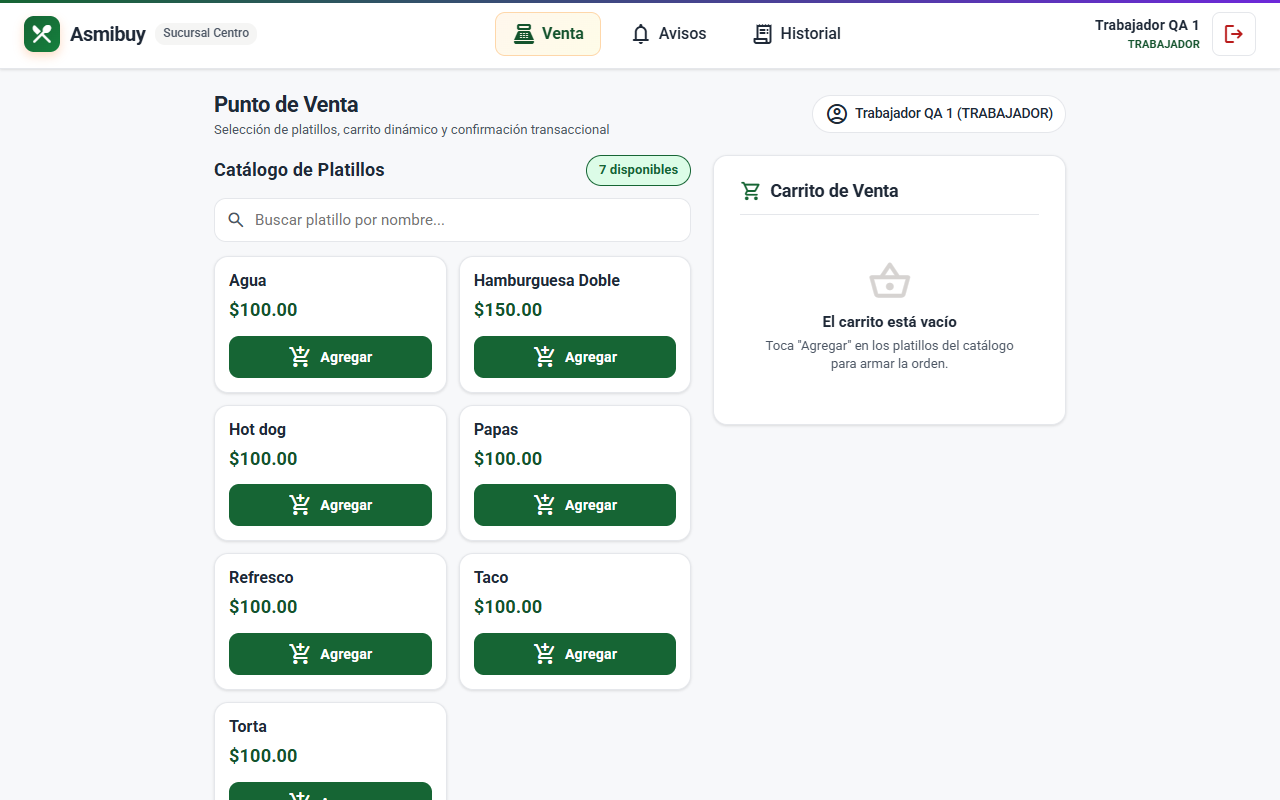 Asmibuy
Sucursal Centro
Venta
Avisos
Historial
Trabajador QA 1
TRABAJADOR
Punto de Venta
Selección de platillos, carrito dinámico y confirmación transaccional
Trabajador QA 1 (TRABAJADOR)
Catálogo de Platillos
7 disponibles
Buscar platillo por nombre...
Agua
$100.00
Agregar
Hamburguesa Doble
$150.00
Agregar
Hot dog
$100.00
Agregar
Papas
$100.00
Agregar
Refresco
$100.00
Agregar
Taco
$100.00
Agregar
Torta
$100.00
Carrito de Venta
El carrito está vacío
Toca "Agregar" en los platillos del catálogo
para armar la orden.